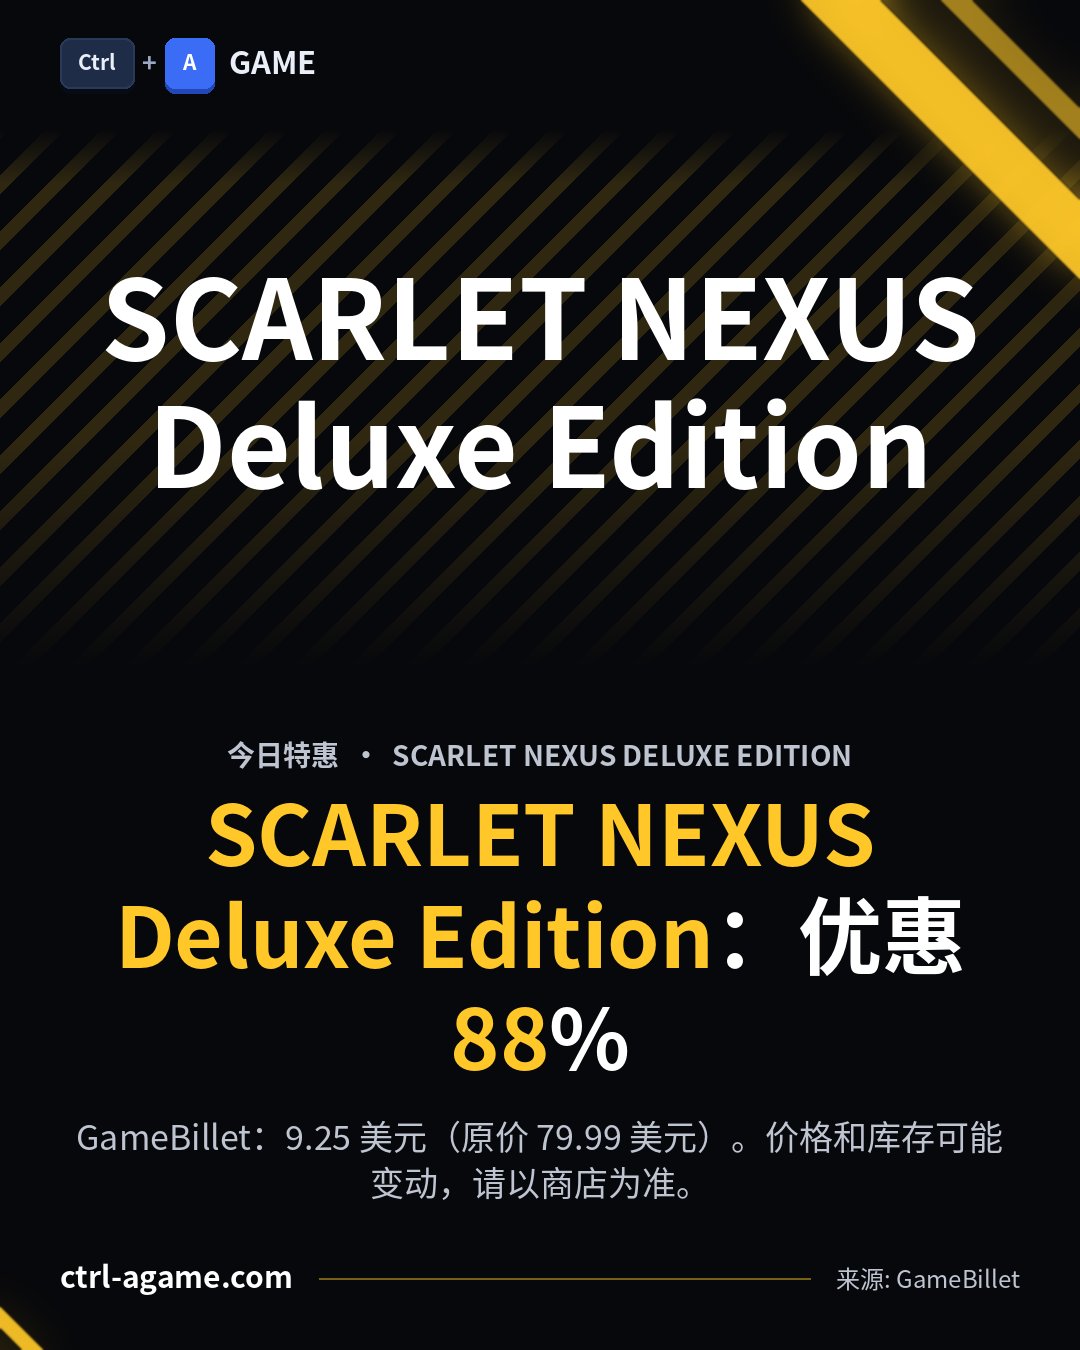 Ctrl + A GAME
SCARLET NEXUS
Deluxe Edition
今日特惠 · SCARLET NEXUS DELUXE EDITION
SCARLET NEXUS
Deluxe Edition：优惠
88%
GameBillet：9.25 美元（原价 79.99 美元）。价格和库存可能
变动，请以商店为准。
ctrl-agame.com
来源: GameBillet